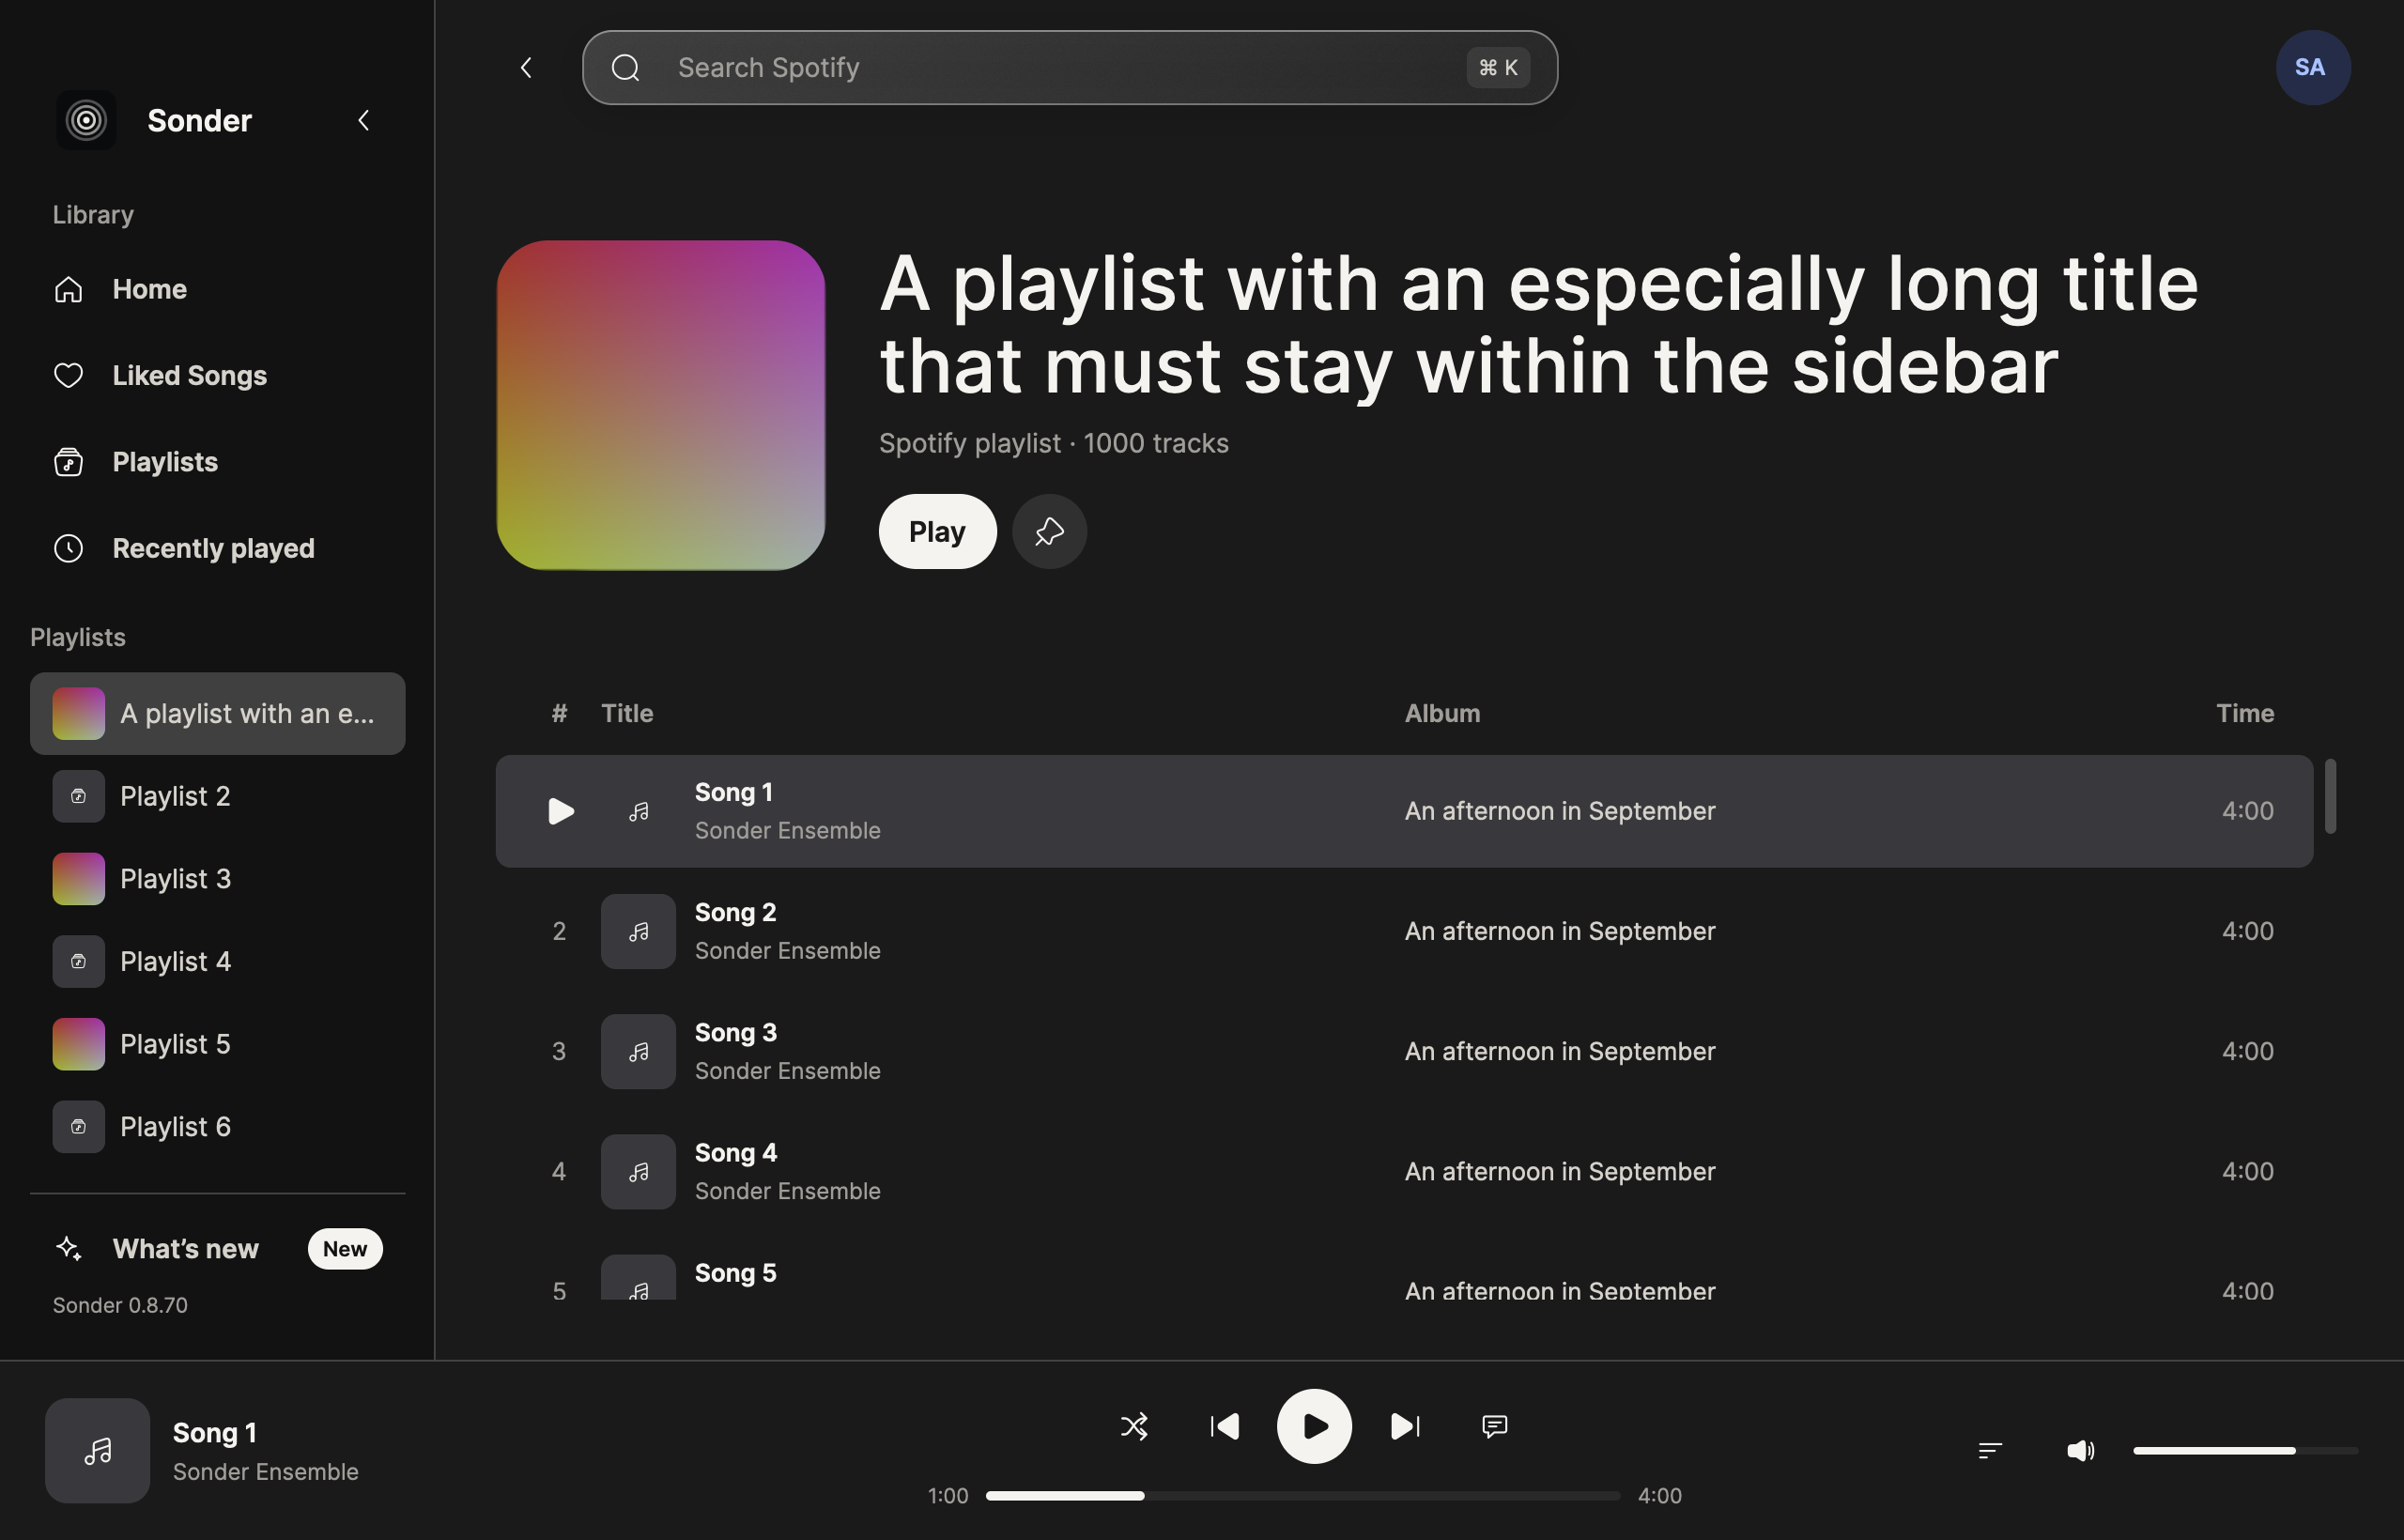 Search Spotify
⌘ K
SA
Sonder
Library
Home
Liked Songs
Playlists
Recently played
Playlists
A playlist with an e...
Playlist 2
Playlist 3
Playlist 4
Playlist 5
Playlist 6
What’s new
New
Sonder 0.8.70
A playlist with an especially long title
that must stay within the sidebar
Spotify playlist · 1000 tracks
Play
# Title Album Time
Song 1
Sonder Ensemble
An afternoon in September
4:00
2
Song 2
Sonder Ensemble
An afternoon in September
4:00
3
Song 3
Sonder Ensemble
An afternoon in September
4:00
4
Song 4
Sonder Ensemble
An afternoon in September
4:00
5
Song 5
An afternoon in September
4:00
Song 1
Sonder Ensemble
1:00
4:00